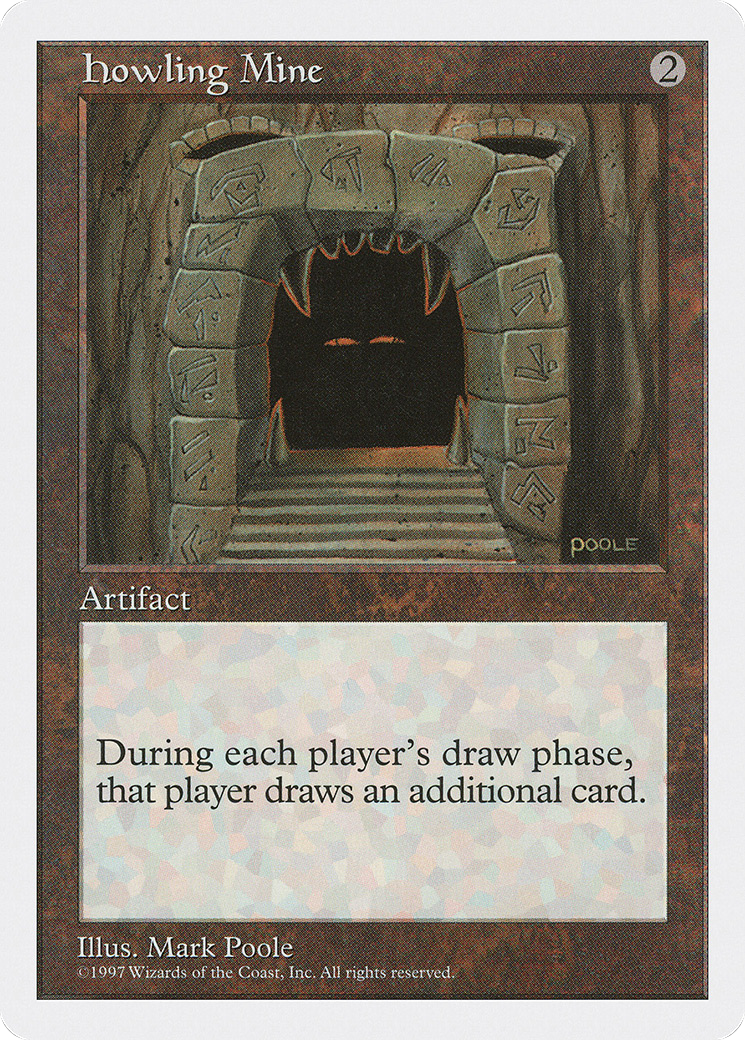 Howling Mine 2
POOLE
Artifact
During each player's draw phase,
that player draws an additional card.
Illus. Mark Poole
©1997 Wizards of the Coast, Inc. All rights reserved.